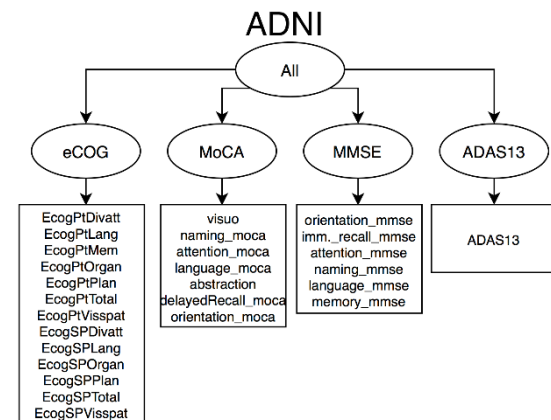 ADNI
All
eCOG
MoCA
MMSE
ADAS13
EcogPtDivatt
EcogPtLang
EcogPtMern
EcogPtOrgan
EcogPtPlan
EcogPtTotal
EcogPtVisspat
EcogSPDivatt
EcogSPLang
EcogSPOrgan
EcogSPPlan
EcogSPTotal
EcogSPVisspat
visuo
naming_moca
attention_moca
language_moca
abstraction
delayedRecall_moca
orientation_moca
orientation_mmse
imm._recall_mmse
attention_mmse
naming_mmse
language_mmse
memory_mmse
ADAS13